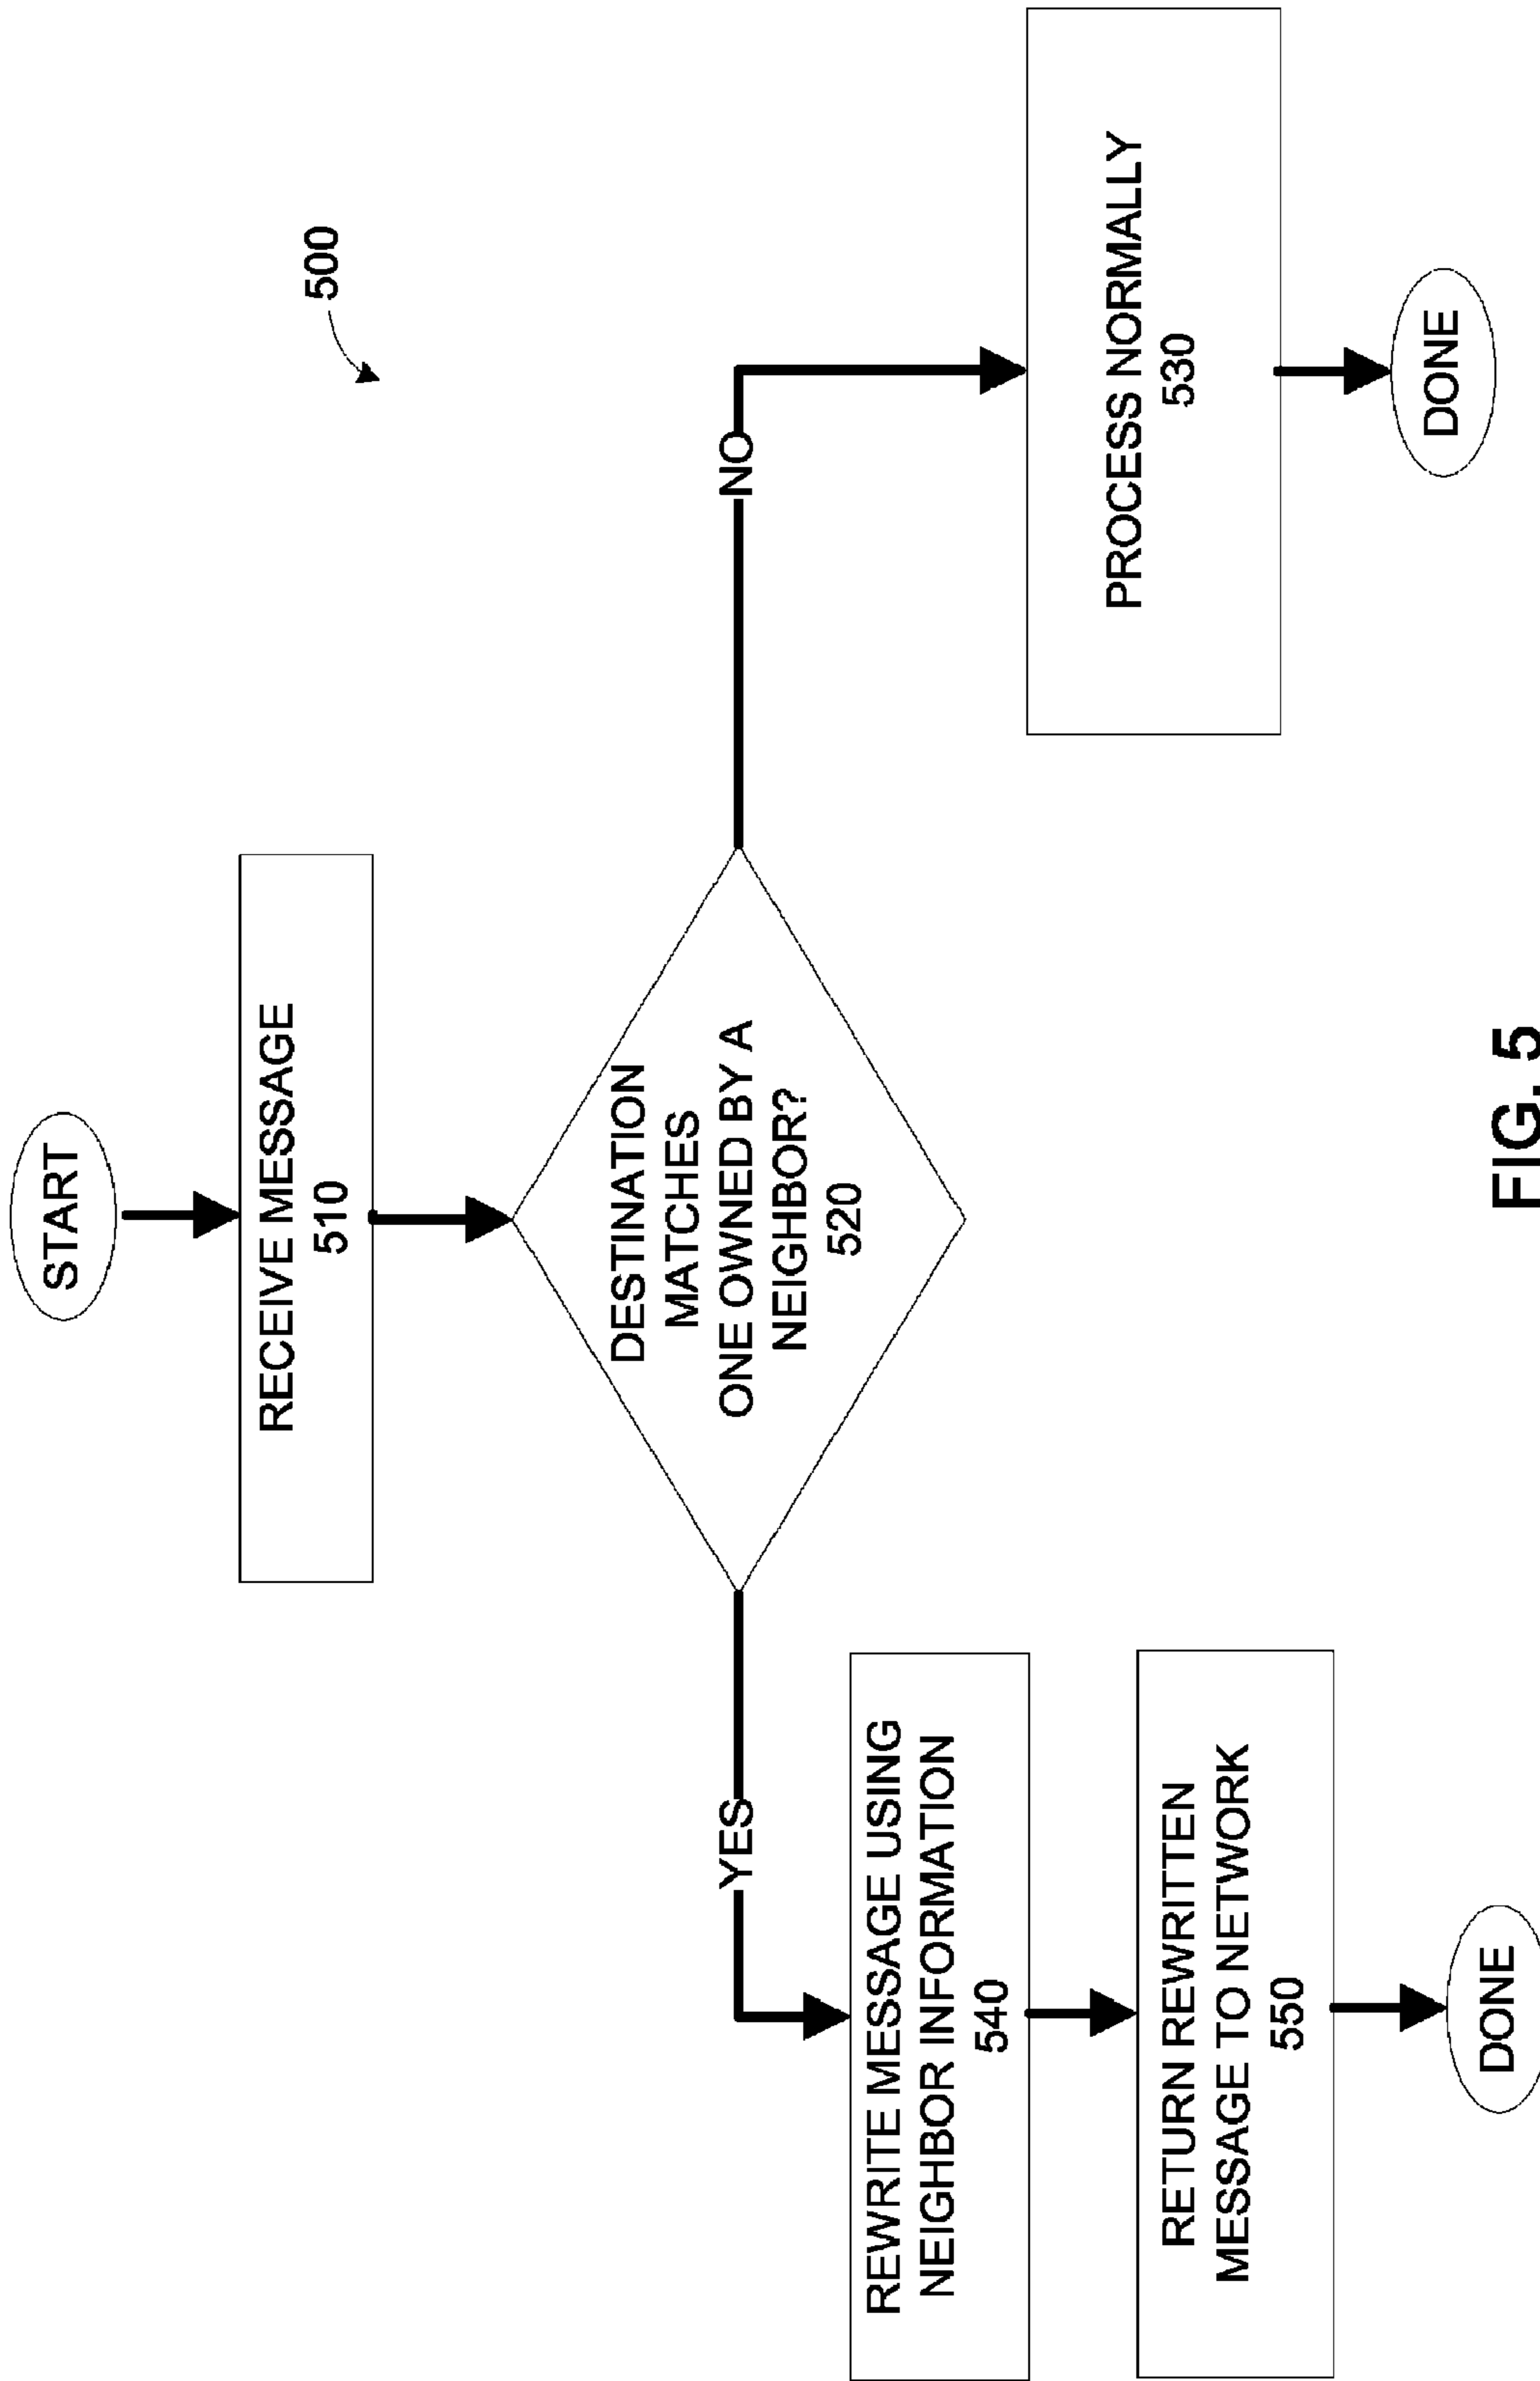 START
500
RECEIVE MESSAGE
510
DESTINATION
MATCHES
ONE OWNED BY A
NEIGHBOR?
520
YES
NO
REWRITE MESSAGE USING
NEIGHBOR INFORMATION
540
PROCESS NORMALLY
530
RETURN REWRITTEN
MESSAGE TO NETWORK
550
DONE
DONE
FIG. 5